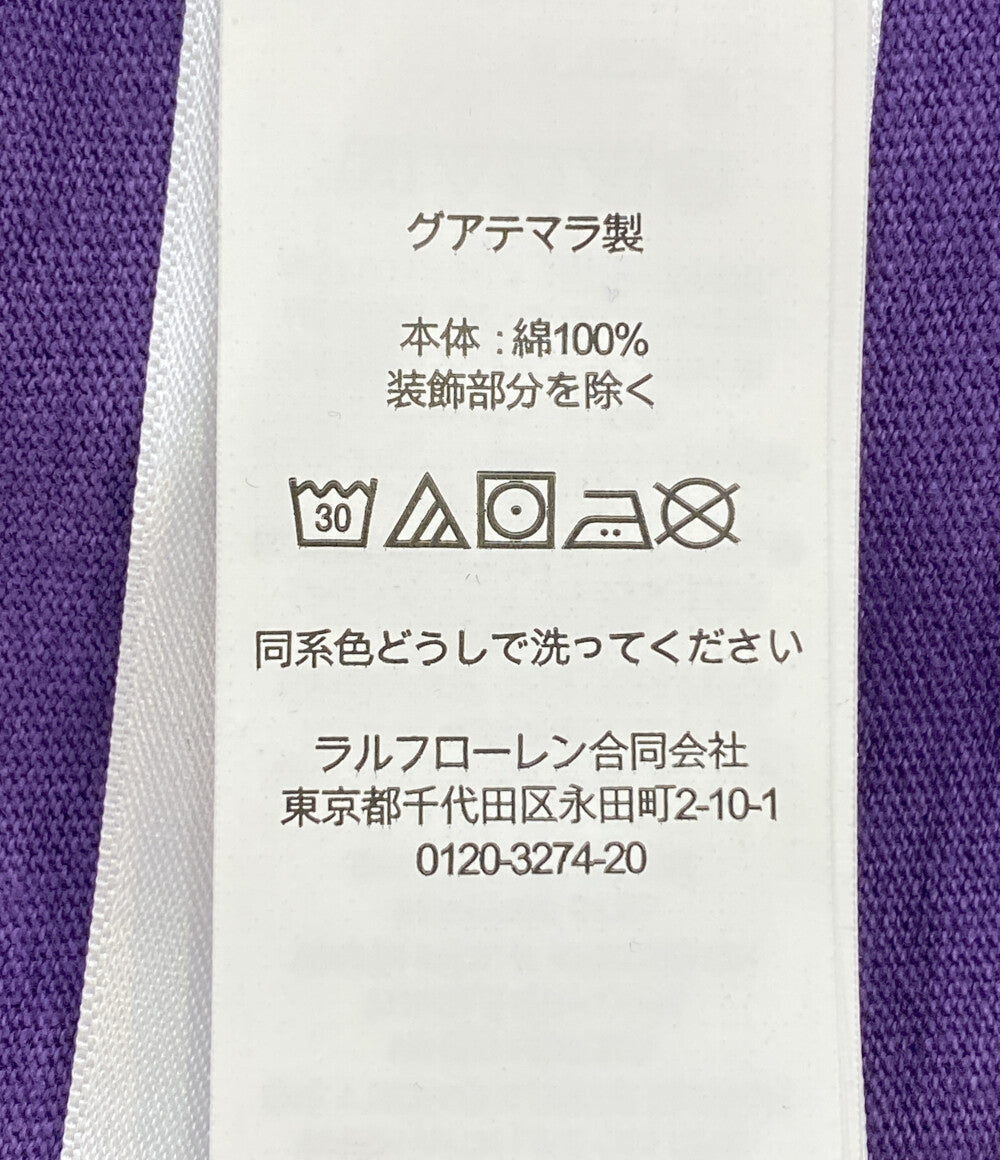 グアテマラ製
本体:綿100%
装飾部分を除く
30
同系色どうしで洗ってください
ラルフローレン合同会社
東京都千代田区永田町2-10-1
0120-3274-20